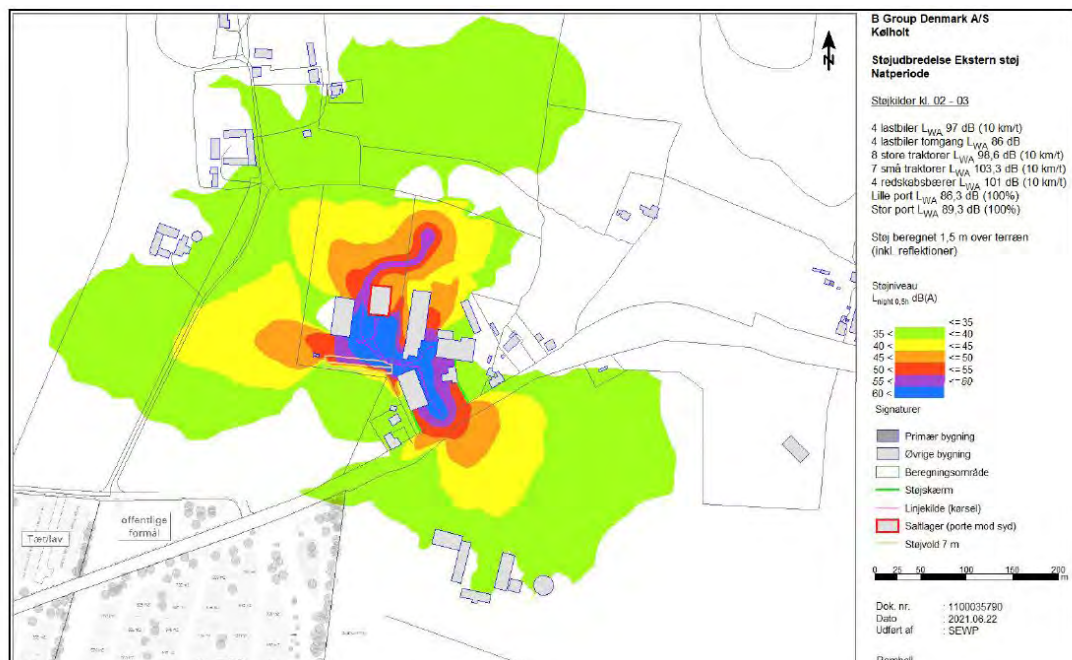 B Group Denmark A/S
Kølholt
Støjudbredelse Ekstern støj
Natperiode
Støjkilder kl. 02 - 03
4 lastbiler LWA 97 dB (10 km/t)
4 lastbiler tomgang LWA 86 dB
8 store traktorer LWA 98,6 dB (10 km/t)
7 små traktorer LWA 103,3 dB (10 km/t)
4 redskabsbærer LWA 101 dB (10 km/t)
Lille port LWA 86,3 dB (100%)
Stor port LWA 89,3 dB (100%)
Støj beregnet 1,5 m over terræn
(inkl. reflektioner)
Støjniveau
Lnight 0,5h dB(A)
<= 35
35 < <= 40
40 < <= 45
45 < <= 50
50 < <= 55
55 < <= 60
60 <
Signaturer
Primær bygning
Øvrige bygning
Beregningsområde
Støjskærm
Linjekilde (kørsel)
Saltlager (porte mod syd)
Støjvold 7 m
0 25 50 100 150 200
m
Dok. nr. : 1100035790
Dato : 2021.06.22
Udført af : SEWP
N
offentlige
formål
Tæt/lav